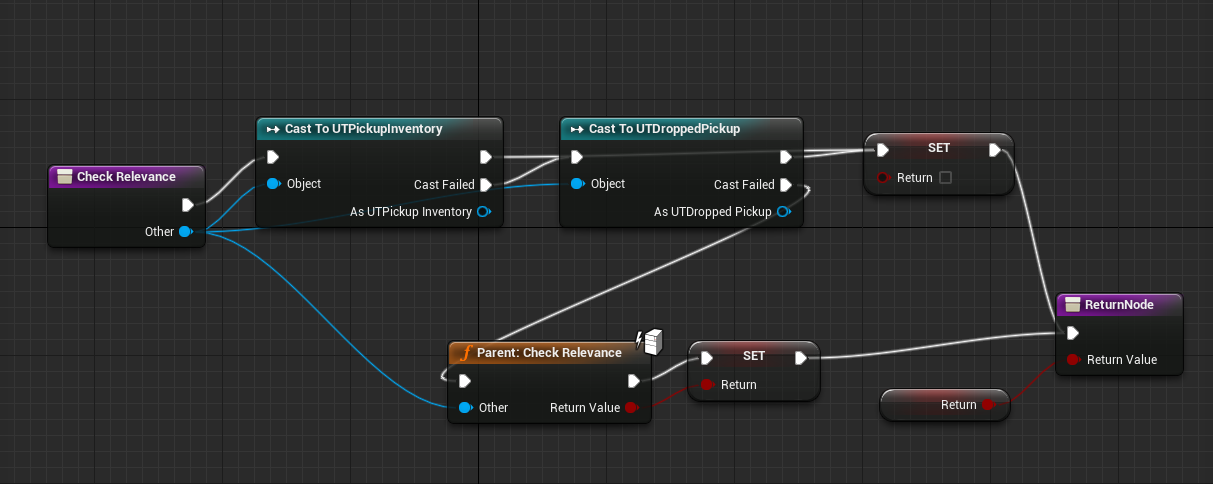 Check Relevance
Other
Cast To UTPickupInventory
Object
Cast Failed
As UTPickup Inventory
Cast To UTDroppedPickup
Object
Cast Failed
As UTDropped Pickup
SET
Return
Parent: Check Relevance
Other Return Value
SET
Return
ReturnNode
Return Value
Return